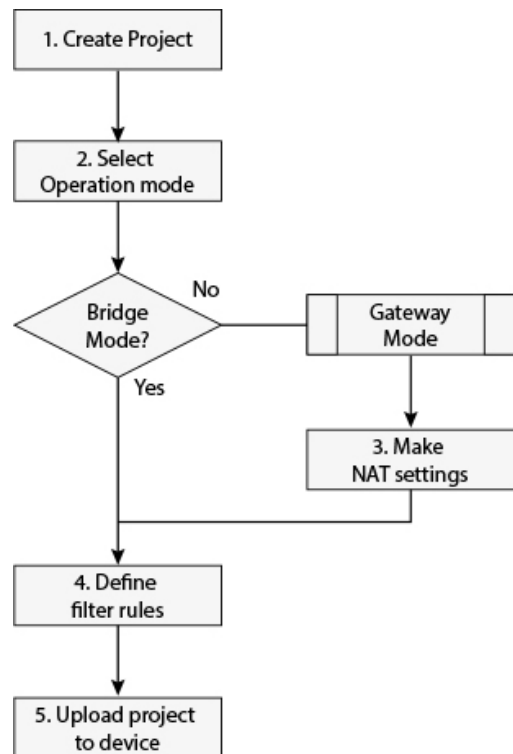 1. Create Project
2. Select
Operation mode
No
Bridge
Mode?
Gateway
Mode
Yes
3. Make
NAT settings
4. Define
filter rules
5. Upload project
to device